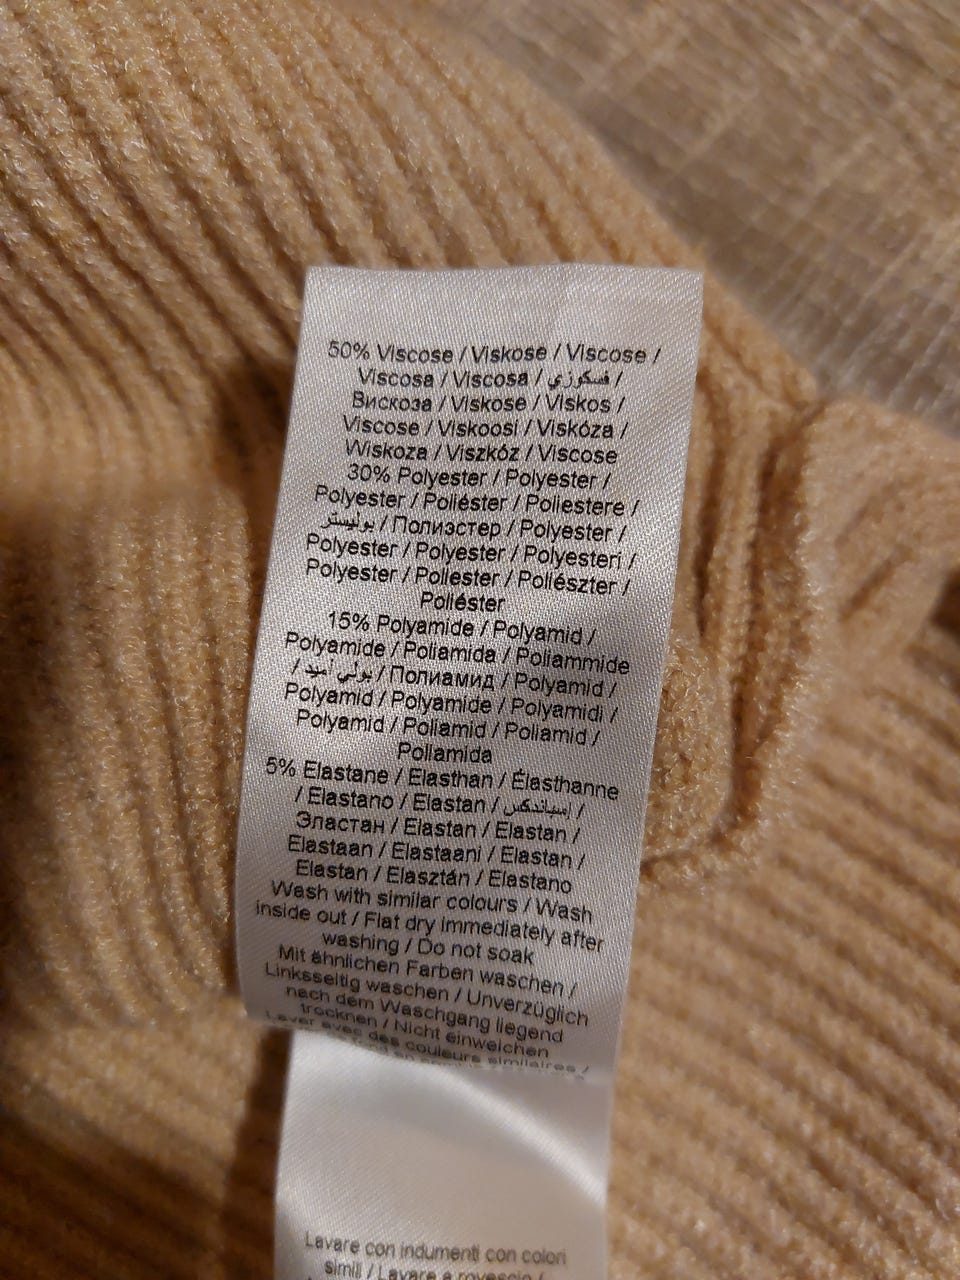 50% Viscose / Viskose / Viscose /
Viscosa / Viscosa / فسكوزي /
Вискоза / Viskose / Viskos /
Viscose / Viskoosi / Viskóza /
Wiskoza / Viszkóz / Viscose
30% Polyester / Polyester /
Polyester / Poliéster / Poliestere /
بوليستر / Полиэстер / Polyester /
Polyester / Polyester / Polyesteri /
Polyester / Poliester / Poliészter /
Poliéster
15% Polyamide / Polyamid /
Polyamide / Poliamida / Poliammide
/ بولي أميد / Полиамид / Polyamid /
Polyamid / Polyamide / Polyamidi /
Polyamid / Poliamid / Poliamid /
Poliamida
5% Elastane / Elasthan / Élasthanne
/ Elastano / Elastan / /
Эластан / Elastan / Elastan /
Elastaan / Elastaani / Elastan /
Elastan / Elasztán / Elastano
Wash with similar colours / Wash
inside out / Flat dry immediately after
washing / Do not soak
Mit ähnlichen Farben waschen /
Linksseitig waschen / Unverzüglich
nach dem Waschgang liegend
trocknen / Nicht einweichen
Laver avec des couleurs similaires /
Lavare con indumenti con colori
simili / Lavare a rovescio /